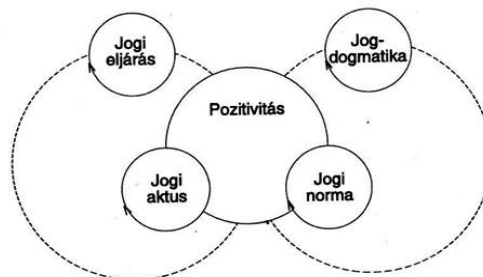 Jogi
eljárás
Jog-
dogmatika
Pozitivitás
Jogi
aktus
Jogi
norma